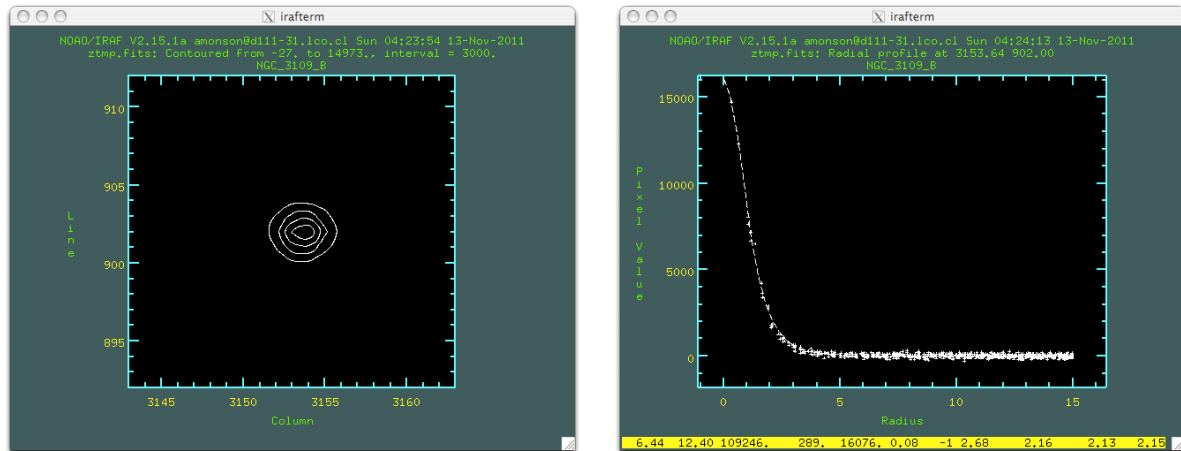 irafterm
NOAO/IRAF V2.15.1a amonson@d111-31.lco.cl Sun 04:23:54 13-Nov-2011
ztmp.fits: Contoured from -27. to 14973., interval = 3000.
NGC_3109_B
910
905
900
895
Line
3145 3150 3155 3160
Column
irafterm
NOAO/IRAF V2.15.1a amonson@d111-31.lco.cl Sun 04:24:13 13-Nov-2011
ztmp.fits: Radial profile at 3153.64 902.00
NGC_3109_B
15000
10000
5000
0
Pixel Value
0 5 10 15
Radius
6.44 12.40 109246. 289. 16076. 0.08 -1 2.68 2.16 2.13 2.15